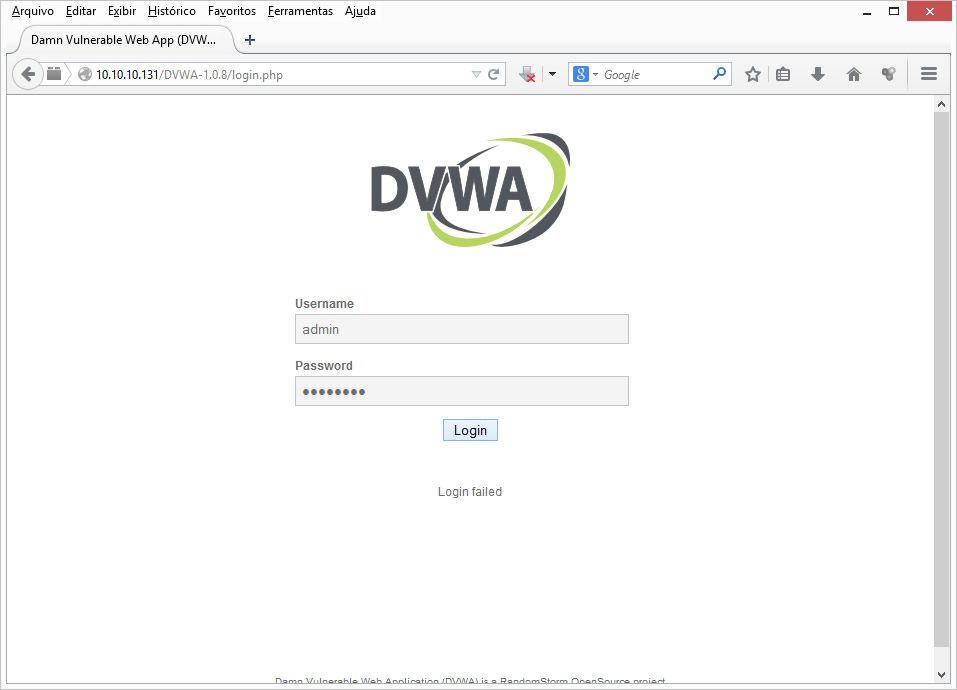 Arquivo Editar Exibir Histórico Favoritos Ferramentas Ajuda
Damn Vulnerable Web App (DVW...
10.10.10.131/DVWA-1.0.8/login.php
8 Google
DVWA
Username
admin
Password
Login
Login failed
Damn Vulnerable Web Application (DVWA) is a RandomStorm OpenSource project